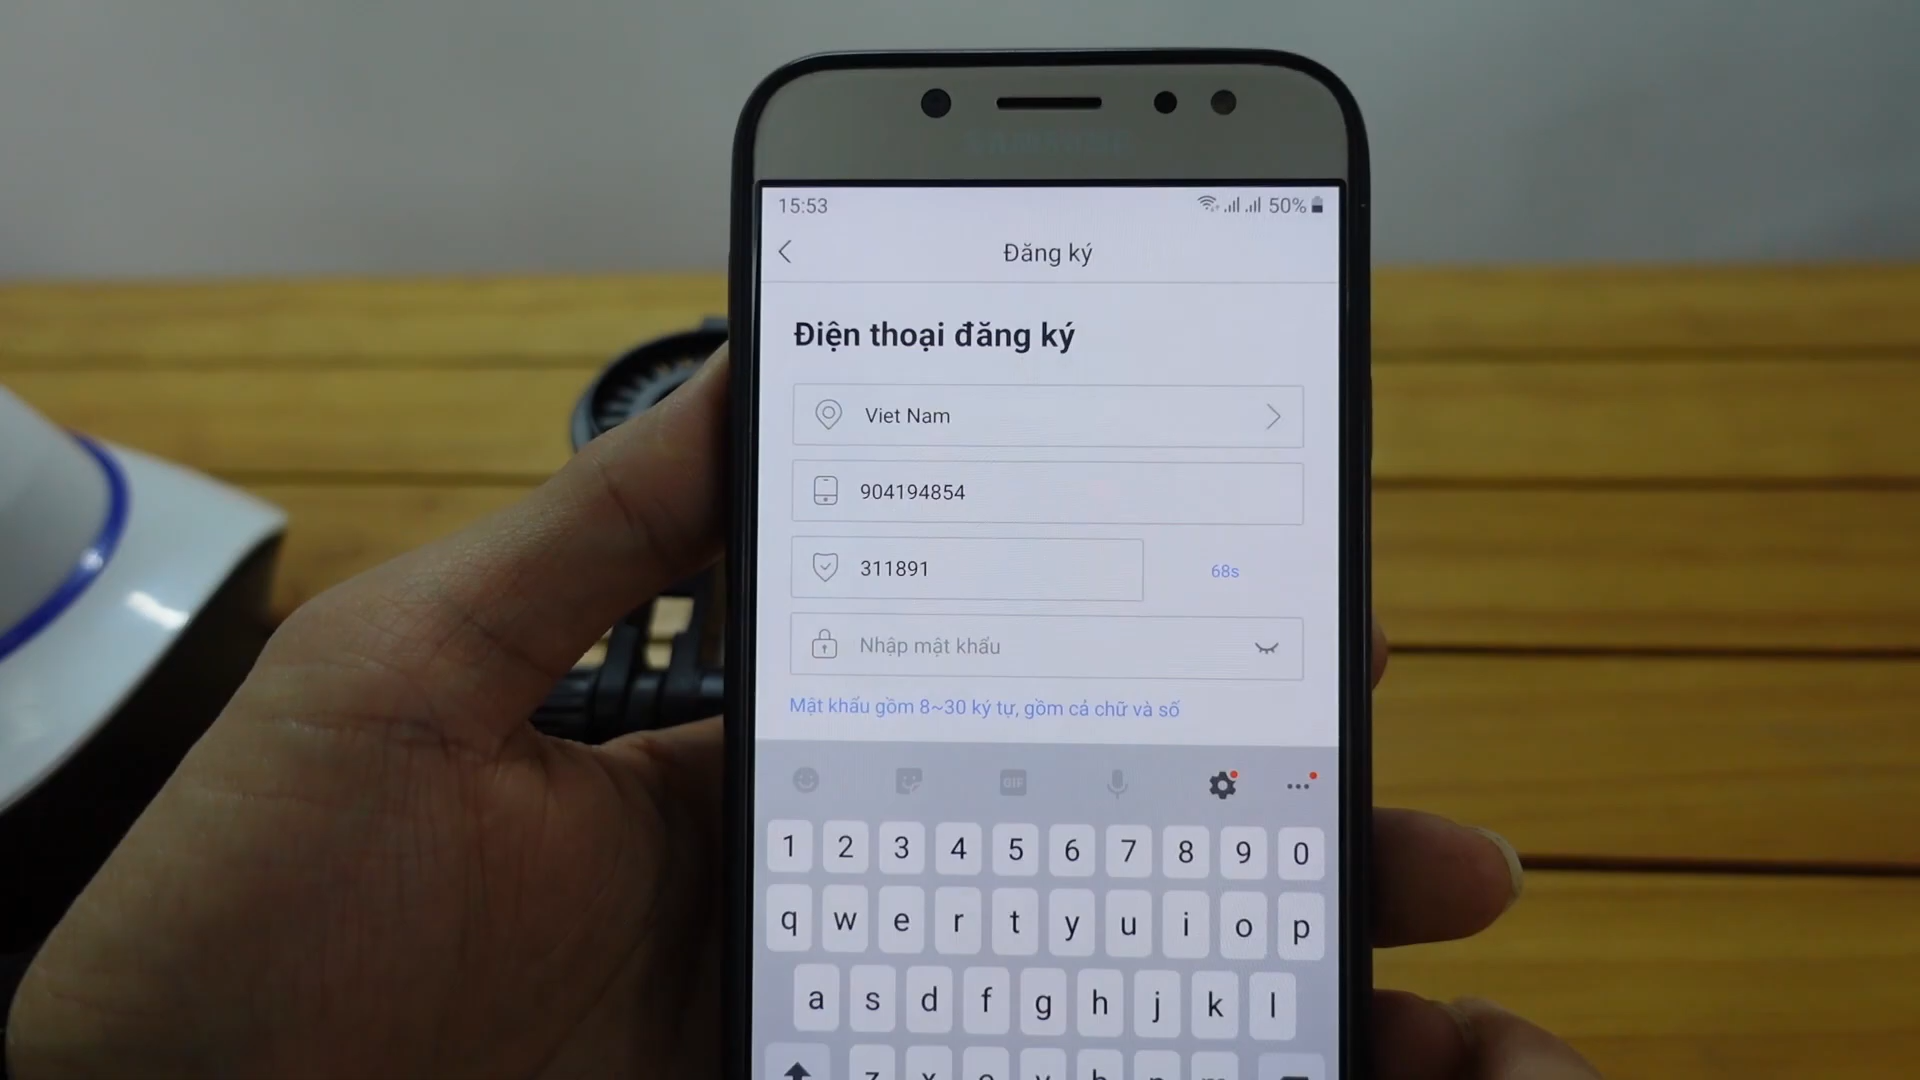 SAMSUNG
15:53 50%
Đăng ký
Điện thoại đăng ký
Viet Nam
904194854
311891 68s
Nhập mật khẩu
Mật khẩu gồm 8~30 ký tự, gồm cả chữ và số
GIF
1 2 3 4 5 6 7 8 9 0
q w e r t y u i o p
a s d f g h j k l